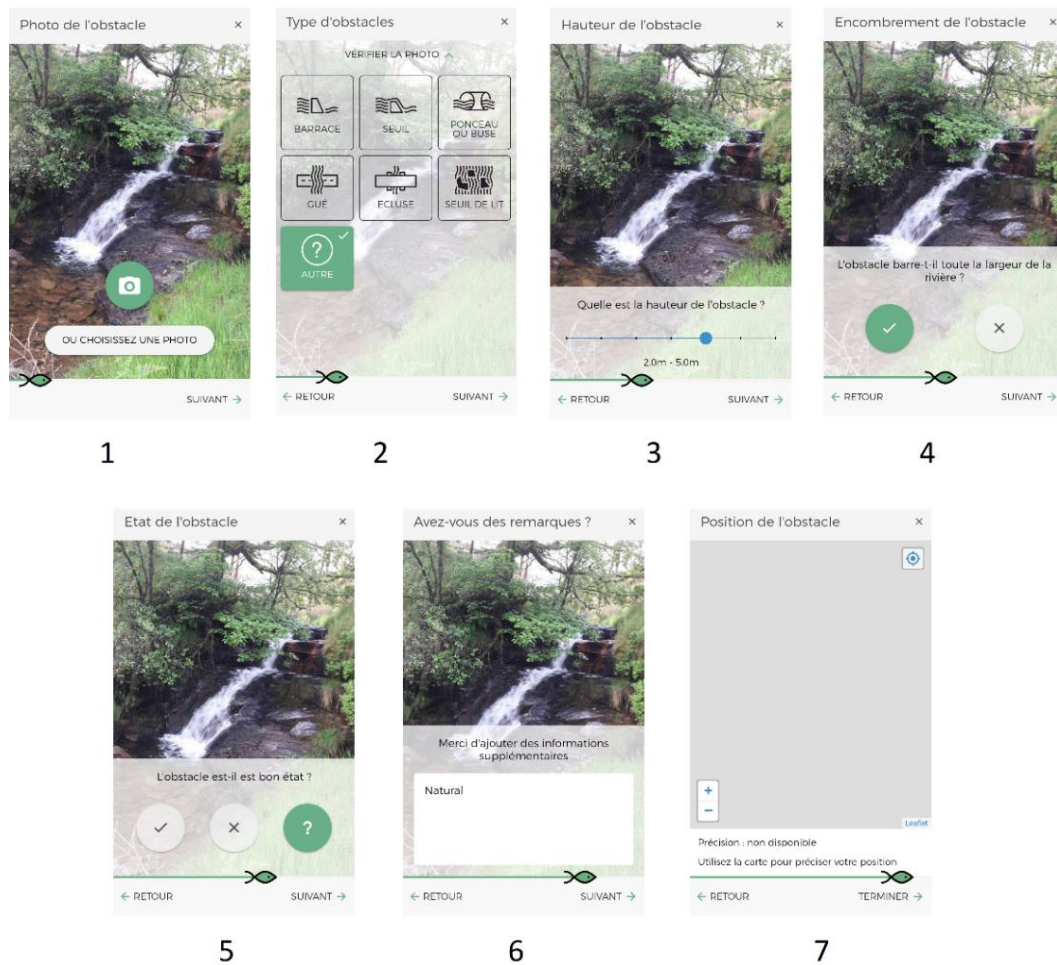 Photo de l'obstacle ×
OU CHOISISSEZ UNE PHOTO
SUIVANT →
1
Type d'obstacles ×
VÉRIFIER LA PHOTO
BARRAGE
SEUIL
PONCEAU
OU BUSE
GUÉ
ECLUSE
SEUIL DE LIT
?
AUTRE
← RETOUR SUIVANT →
2
Hauteur de l'obstacle ×
Quelle est la hauteur de l'obstacle ?
2.0m - 5.0m
← RETOUR SUIVANT →
3
Encombrement de l'obstacle ×
L'obstacle barre-t-il toute la largeur de la
rivière ?
← RETOUR SUIVANT →
4
Etat de l'obstacle ×
L'obstacle est-il est bon état ?
?
← RETOUR SUIVANT →
5
Avez-vous des remarques ? ×
Merci d'ajouter des informations
supplémentaires
Natural
← RETOUR SUIVANT →
6
Position de l'obstacle ×
+
−
Leaflet
Précision : non disponible
Utilisez la carte pour préciser votre position
← RETOUR TERMINER →
7